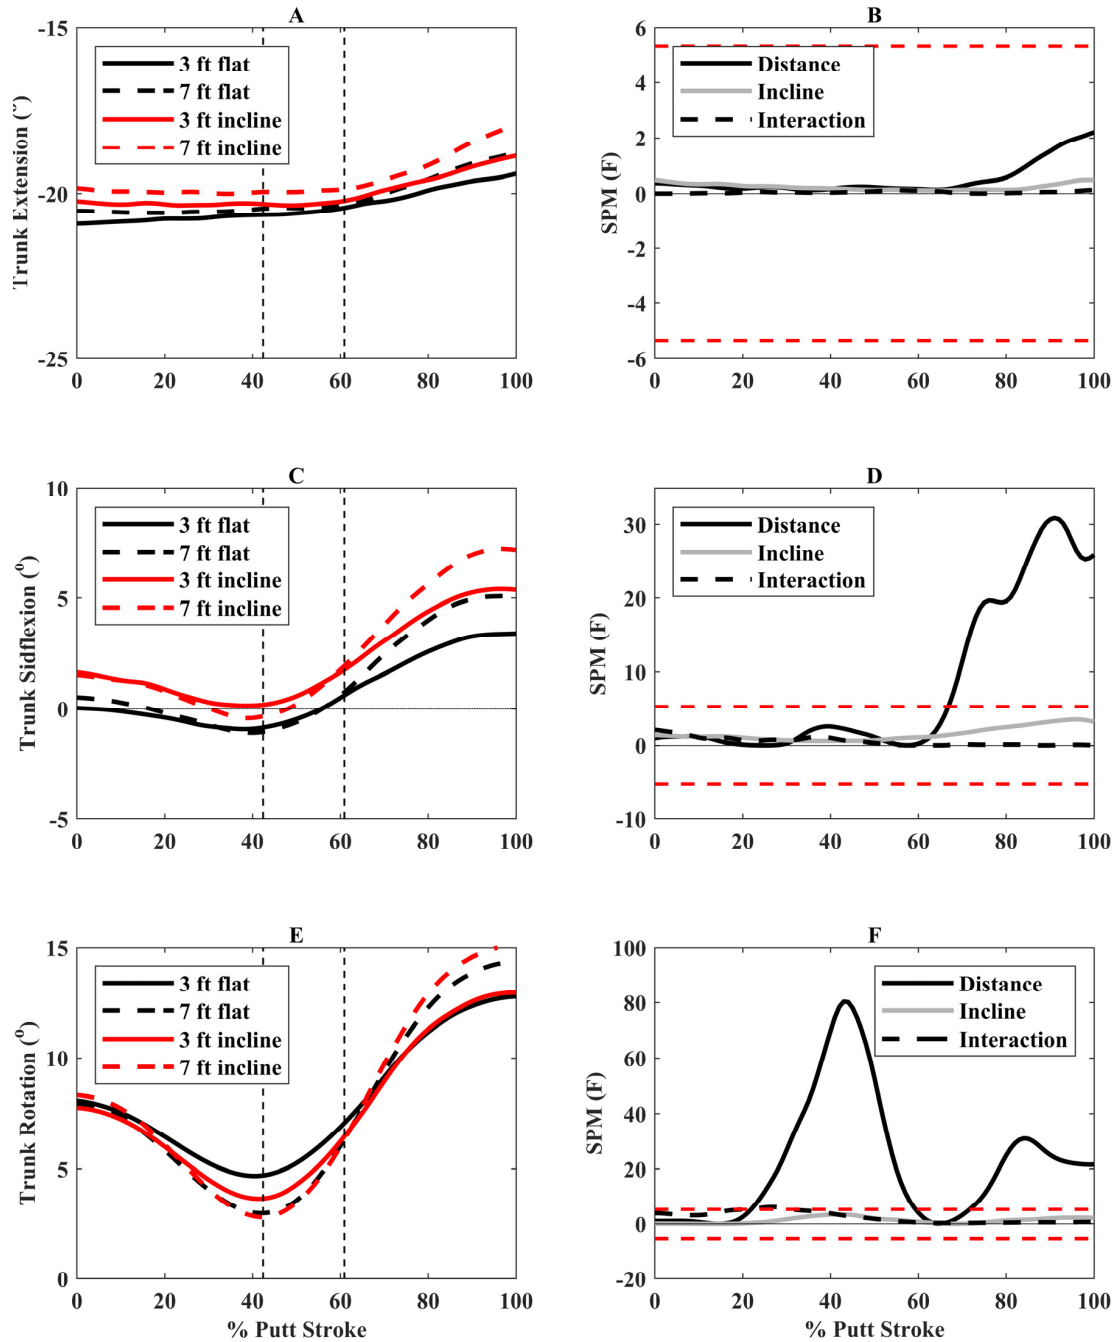 A
-15
-20
-25
Trunk Extension (°)
3 ft flat
7 ft flat
3 ft incline
7 ft incline
0 20 40 60 80 100
B
6
4
2
0
-2
-4
-6
SPM (F)
Distance
Incline
Interaction
0 20 40 60 80 100
C
10
5
0
-5
Trunk Sidflexion (°)
3 ft flat
7 ft flat
3 ft incline
7 ft incline
0 20 40 60 80 100
D
30
20
10
0
-10
SPM (F)
Distance
Incline
Interaction
0 20 40 60 80 100
E
15
10
5
0
Trunk Rotation (°)
3 ft flat
7 ft flat
3 ft incline
7 ft incline
0 20 40 60 80 100
% Putt Stroke
F
100
80
60
40
20
0
-20
SPM (F)
Distance
Incline
Interaction
0 20 40 60 80 100
% Putt Stroke